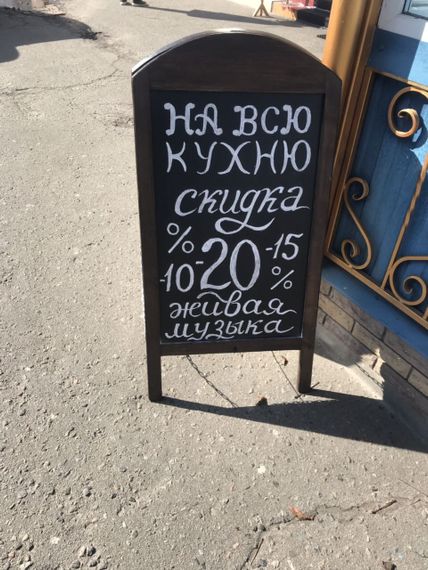 НА ВСЮ
КУХНЮ
скидка
% -20 -15
-10 %
живая
музыка